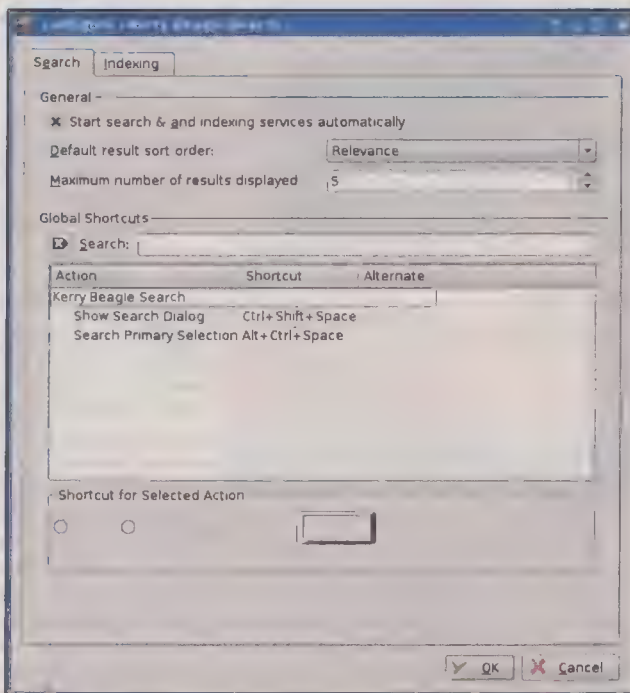 Search Indexing
General
Start search & and indexing services automatically
Default result sort order: Relevance
Maximum number of results displayed 5
Global Shortcuts
Search:
Action Shortcut Alternate
Kerry Beagle Search
Show Search Dialog Ctrl+Shift+Space
Search Primary Selection Alt+Ctrl+Space
Shortcut for Selected Action
OK Cancel